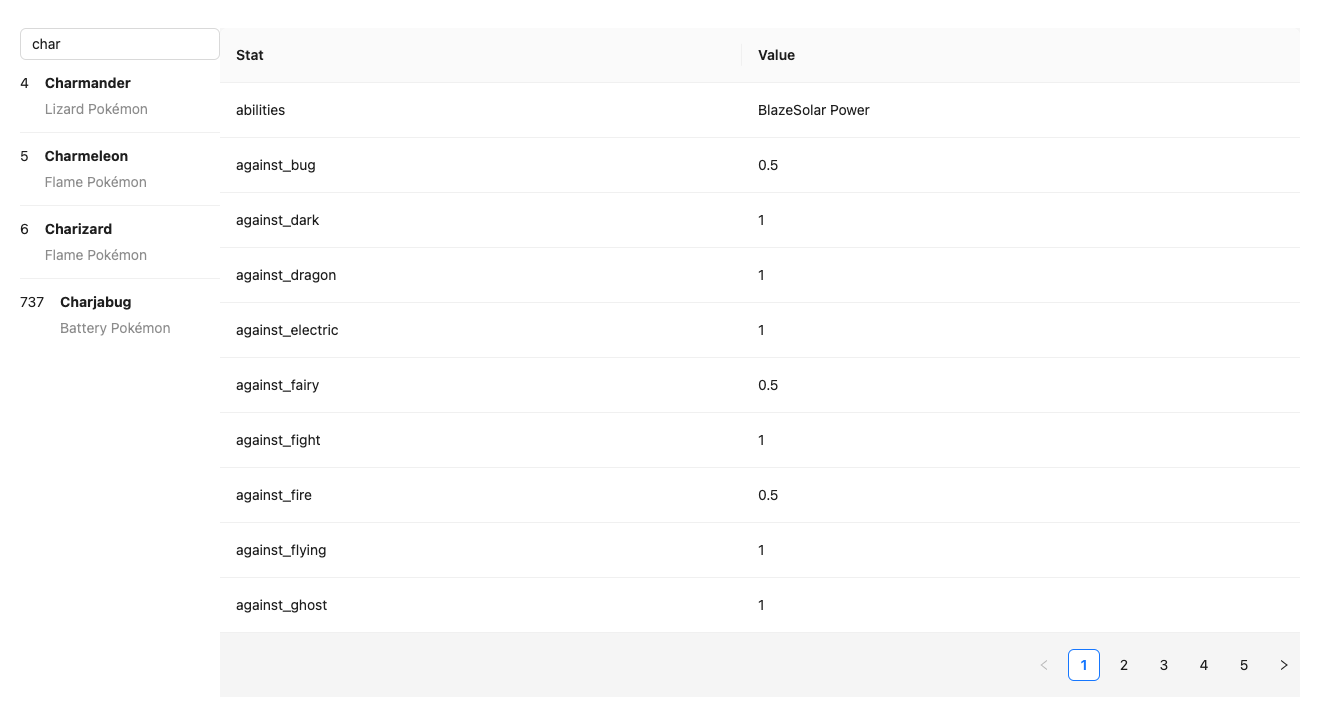 char
4 Charmander
Lizard Pokémon
5 Charmeleon
Flame Pokémon
6 Charizard
Flame Pokémon
737 Charjabug
Battery Pokémon
Stat Value
abilities BlazeSolar Power
against_bug 0.5
against_dark 1
against_dragon 1
against_electric 1
against_fairy 0.5
against_fight 1
against_fire 0.5
against_flying 1
against_ghost 1
< 1 2 3 4 5 >